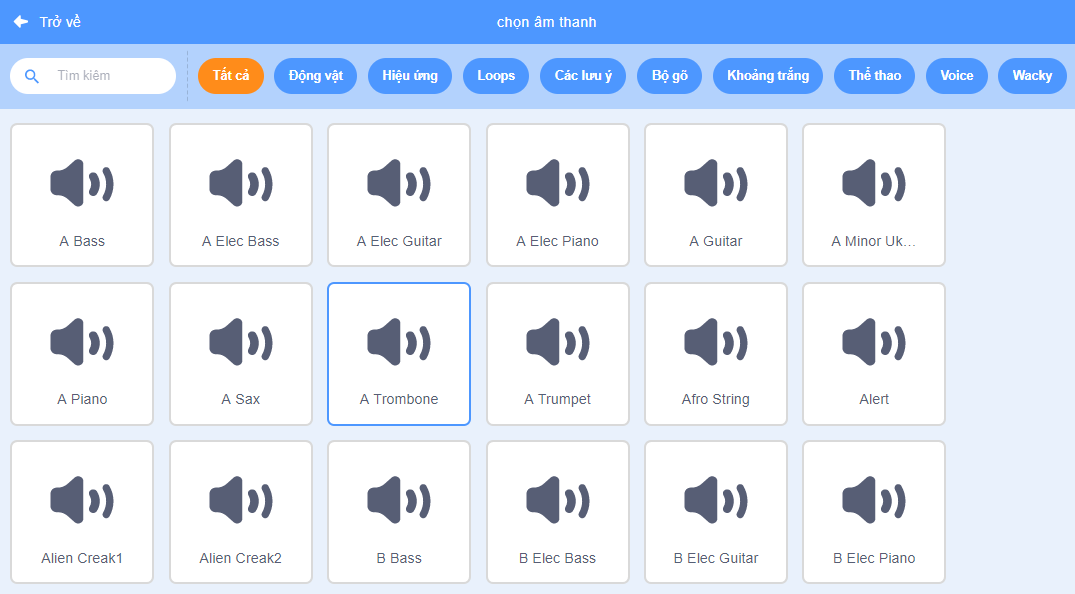 Trở về
chọn âm thanh
Tìm kiếm
Tất cả
Động vật
Hiệu ứng
Loops
Các lưu ý
Bộ gõ
Khoảng trắng
Thể thao
Voice
Wacky
A Bass
A Elec Bass
A Elec Guitar
A Elec Piano
A Guitar
A Minor Uk...
A Piano
A Sax
A Trombone
A Trumpet
Afro String
Alert
Alien Creak1
Alien Creak2
B Bass
B Elec Bass
B Elec Guitar
B Elec Piano